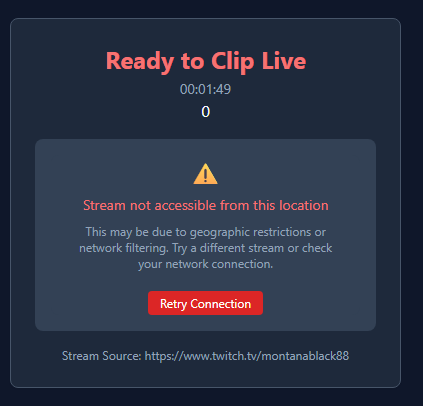 Ready to Clip Live
00:01:49
0
Stream not accessible from this location
This may be due to geographic restrictions or
network filtering. Try a different stream or check
your network connection.
Retry Connection
Stream Source: https://www.twitch.tv/montanablack88